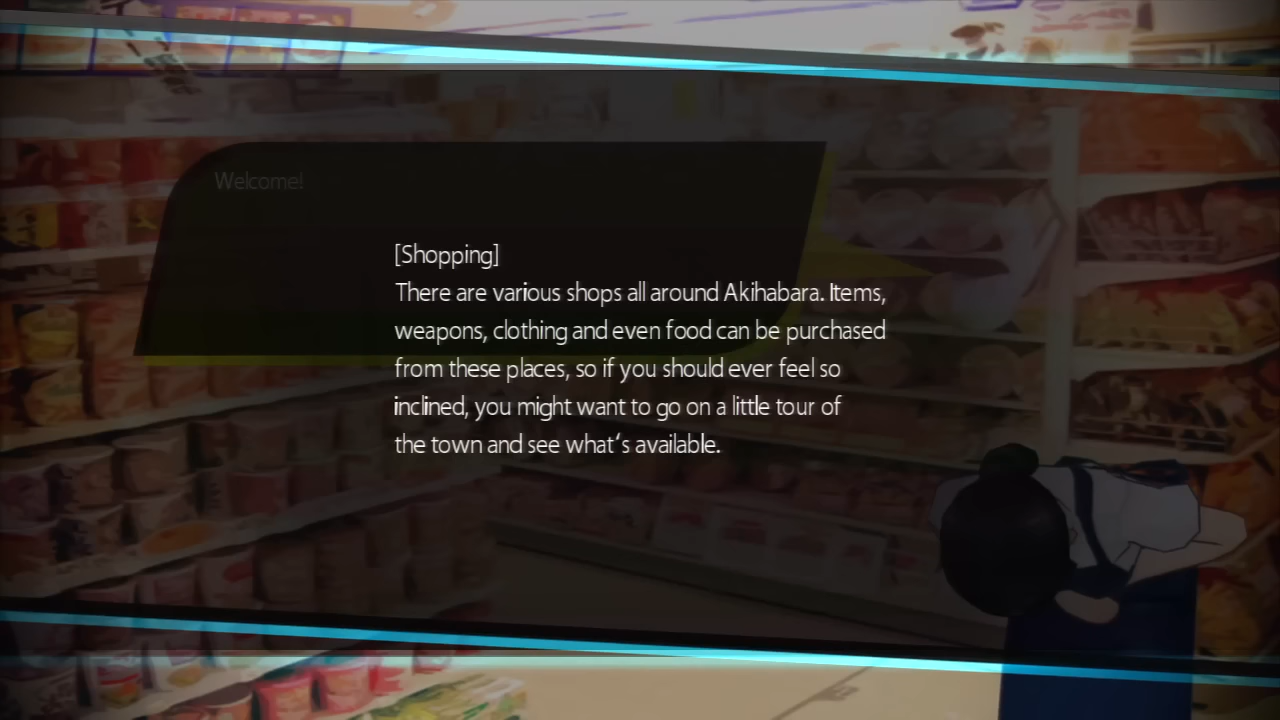 Welcome!
[Shopping]
There are various shops all around Akihabara. Items,
weapons, clothing and even food can be purchased
from these places, so if you should ever feel so
inclined, you might want to go on a little tour of
the town and see what's available.